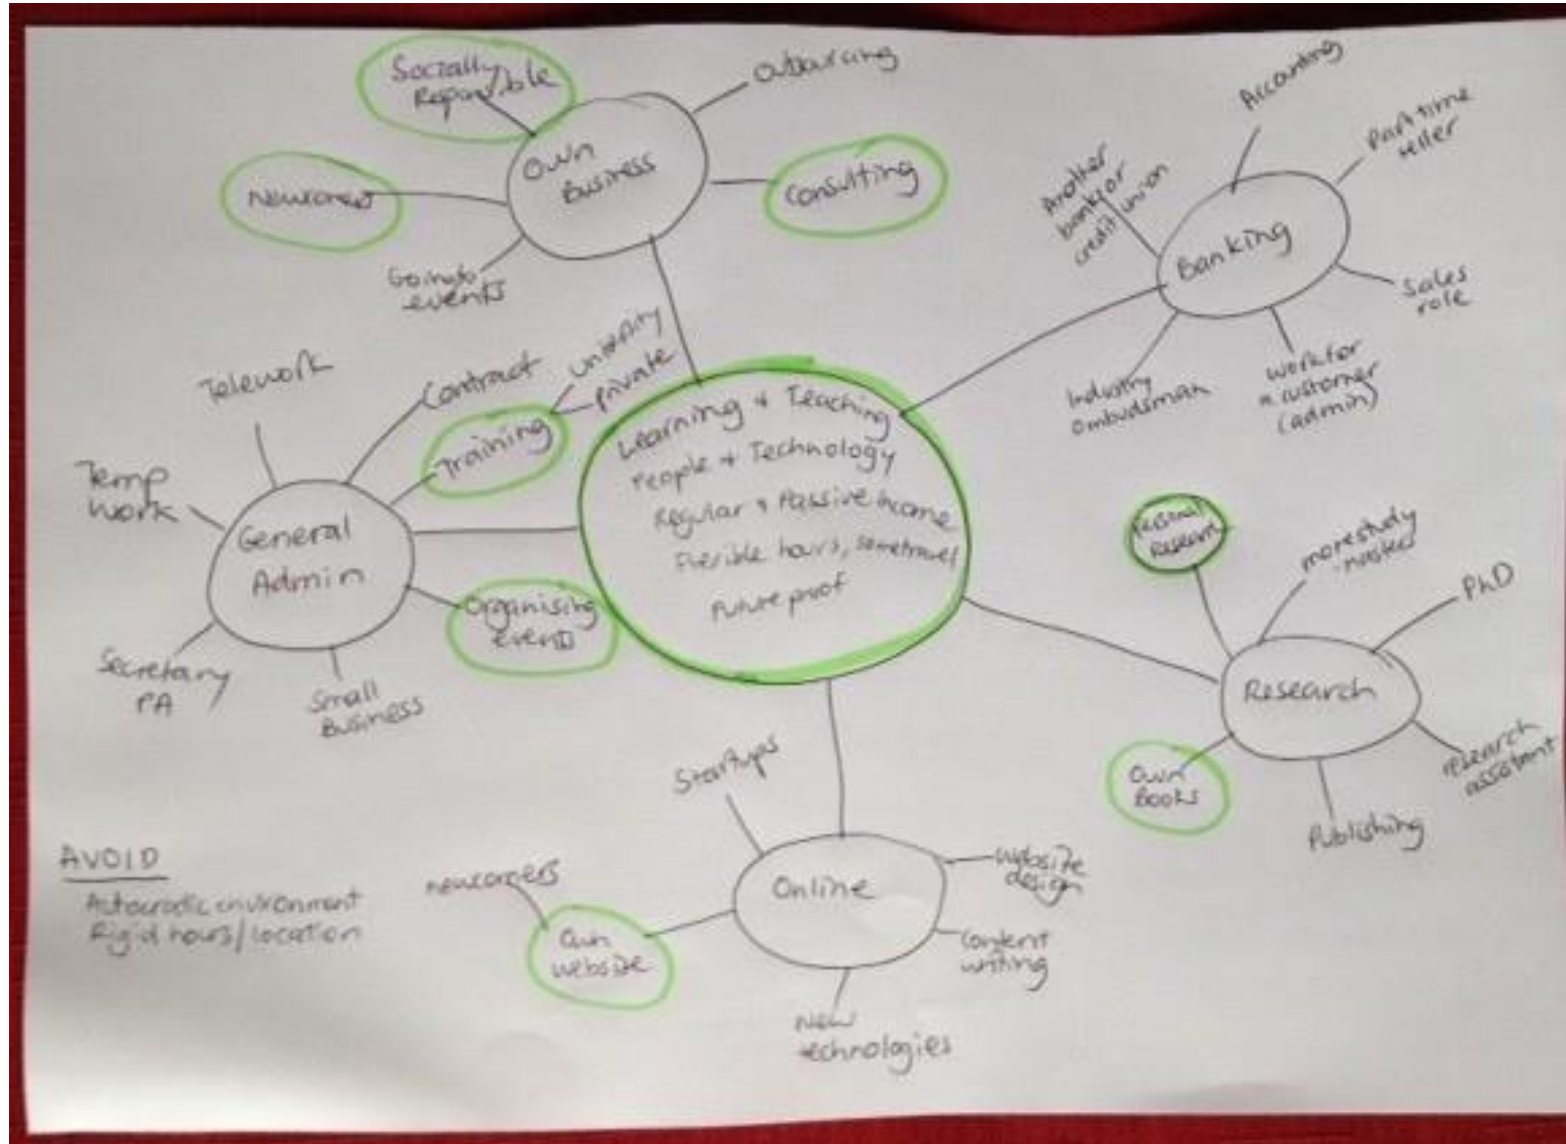 Socially
Responsible
Outsourcing
Own
Business
Consulting
Going to
events
Accounting
Part time
teller
Another
bank or
credit union
Banking
Sales
role
work for
a customer
(admin)
Industry
ombudsman
Telework
Contract
Training
private
Temp
Work
General
Admin
Organising
events
Secretary
PA
Small
Business
Learning + Teaching
People + Technology
Regular + Passive income
Flexible hours, some travel
Future proof
Personal
Research
more study
PhD
Research
research
assistant
Own
Books
Publishing
Startups
Online
Website
design
Content
writing
New
technologies
newcomers
Own
website
AVOID
Autocratic environment
Rigid hours/location